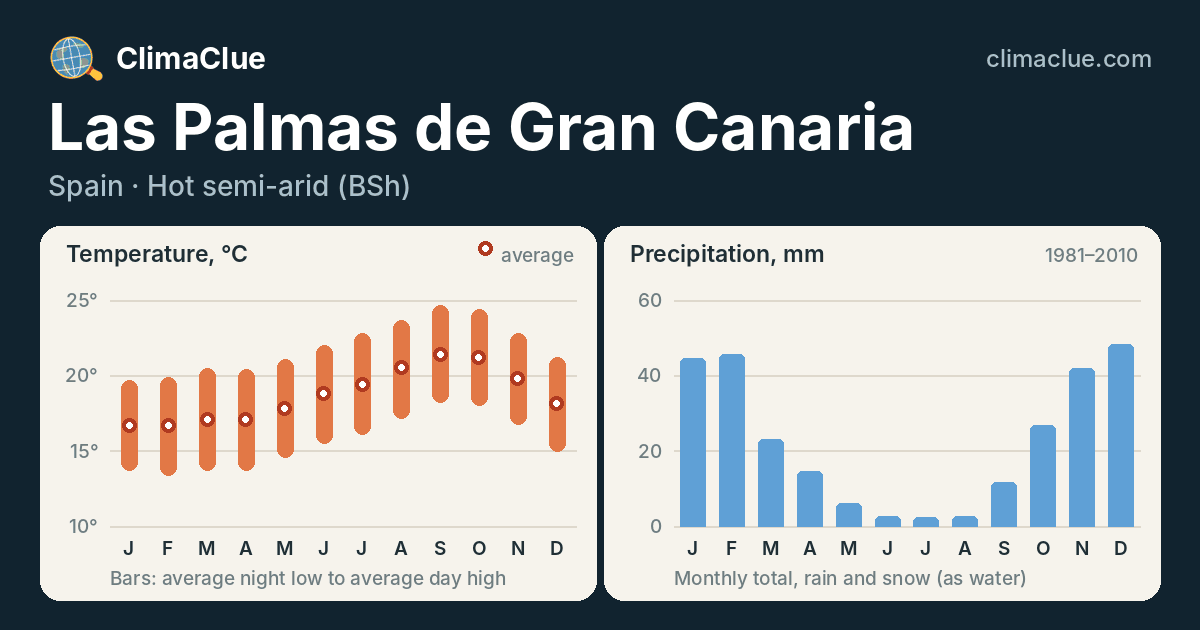 ClimaClue
climaclue.com
Las Palmas de Gran Canaria
Spain · Hot semi-arid (BSh)
Temperature, °C
average
25°
20°
15°
10°
J F M A M J J A S O N D
Bars: average night low to average day high
Precipitation, mm
1981–2010
60
40
20
0
J F M A M J J A S O N D
Monthly total, rain and snow (as water)